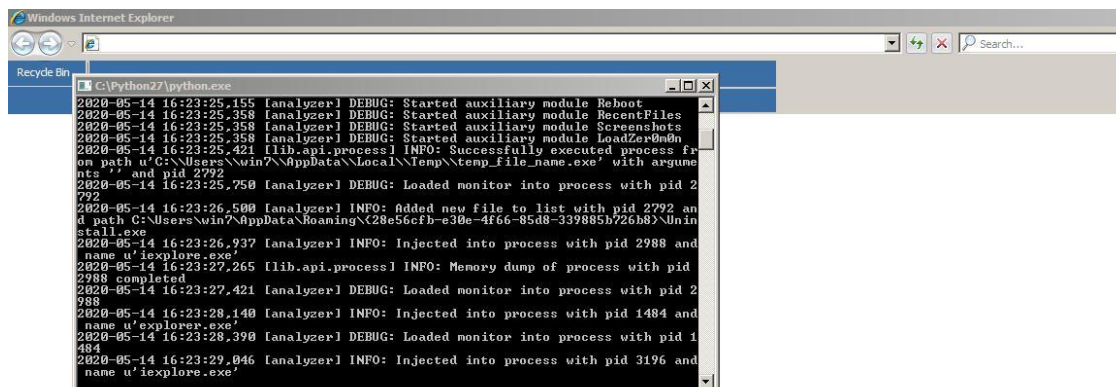 Windows Internet Explorer
Search...
Recycle Bin
C:\Python27\python.exe
2020-05-14 16:23:25,155 [analyzer] DEBUG: Started auxiliary module Reboot
2020-05-14 16:23:25,358 [analyzer] DEBUG: Started auxiliary module RecentFiles
2020-05-14 16:23:25,358 [analyzer] DEBUG: Started auxiliary module Screenshots
2020-05-14 16:23:25,358 [analyzer] DEBUG: Started auxiliary module LoadZer0m0n
2020-05-14 16:23:25,421 [lib.api.process] INFO: Successfully executed process fr
om path u'C:\\Users\\win7\\AppData\\Local\\Temp\\temp_file_name.exe' with argume
nts '' and pid 2792
2020-05-14 16:23:25,750 [analyzer] DEBUG: Loaded monitor into process with pid 2
792
2020-05-14 16:23:26,500 [analyzer] INFO: Added new file to list with pid 2792 an
d path C:\Users\win7\AppData\Roaming\{28e56cfb-e30e-4f66-85d8-339885b726b8}\Unin
stall.exe
2020-05-14 16:23:26,937 [analyzer] INFO: Injected into process with pid 2988 and
name u'iexplore.exe'
2020-05-14 16:23:27,265 [lib.api.process] INFO: Memory dump of process with pid
2988 completed
2020-05-14 16:23:27,421 [analyzer] DEBUG: Loaded monitor into process with pid 2
988
2020-05-14 16:23:28,140 [analyzer] INFO: Injected into process with pid 1484 and
name u'explorer.exe'
2020-05-14 16:23:28,390 [analyzer] DEBUG: Loaded monitor into process with pid 1
484
2020-05-14 16:23:29,046 [analyzer] INFO: Injected into process with pid 3196 and
name u'iexplore.exe'